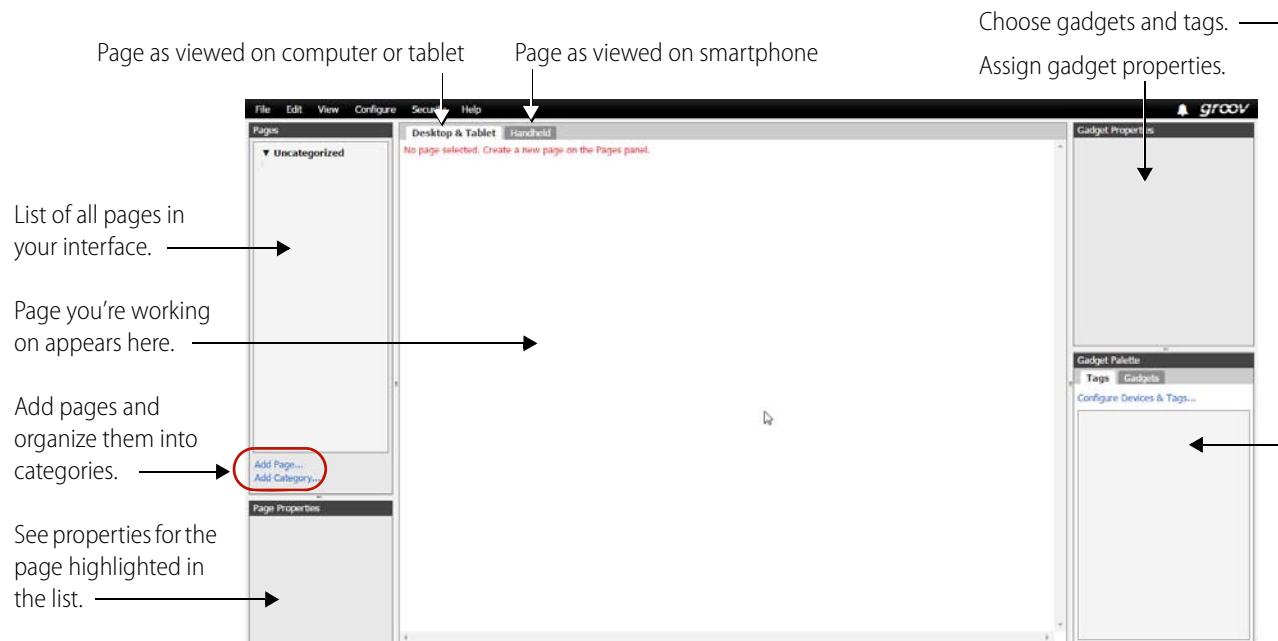 Choose gadgets and tags.
Page as viewed on computer or tablet
Page as viewed on smartphone
Assign gadget properties.
File Edit View Configure Security Help
groov
Pages
Desktop & Tablet
Handheld
Gadget Properties
▼ Uncategorized
No page selected. Create a new page on the Pages panel.
List of all pages in
your interface.
Page you're working
on appears here.
Gadget Palette
Tags Gadgets
Configure Devices & Tags...
Add pages and
organize them into
categories.
Add Page...
Add Category...
Page Properties
See properties for the
page highlighted in
the list.